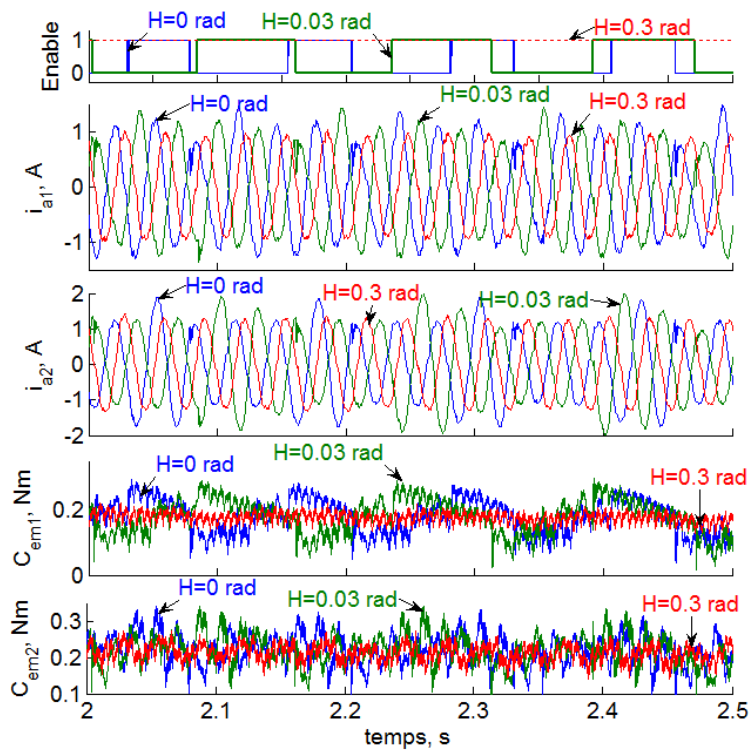 H=0 rad H=0.03 rad H=0.3 rad
Enable
1
0
H=0 H=0.03 rad H=0.3 rad
i_a1, A
1
0
-1
H=0 rad H=0.3 rad H=0.03 rad
i_a2, A
2
1
0
-1
-2
H=0 rad H=0.03 rad H=0.3 rad
C_em1, Nm
0.2
0
H=0 rad H=0.03 rad H=0.3 rad
C_em2, Nm
0.3
0.2
0.1
2 2.1 2.2 2.3 2.4 2.5
temps, s